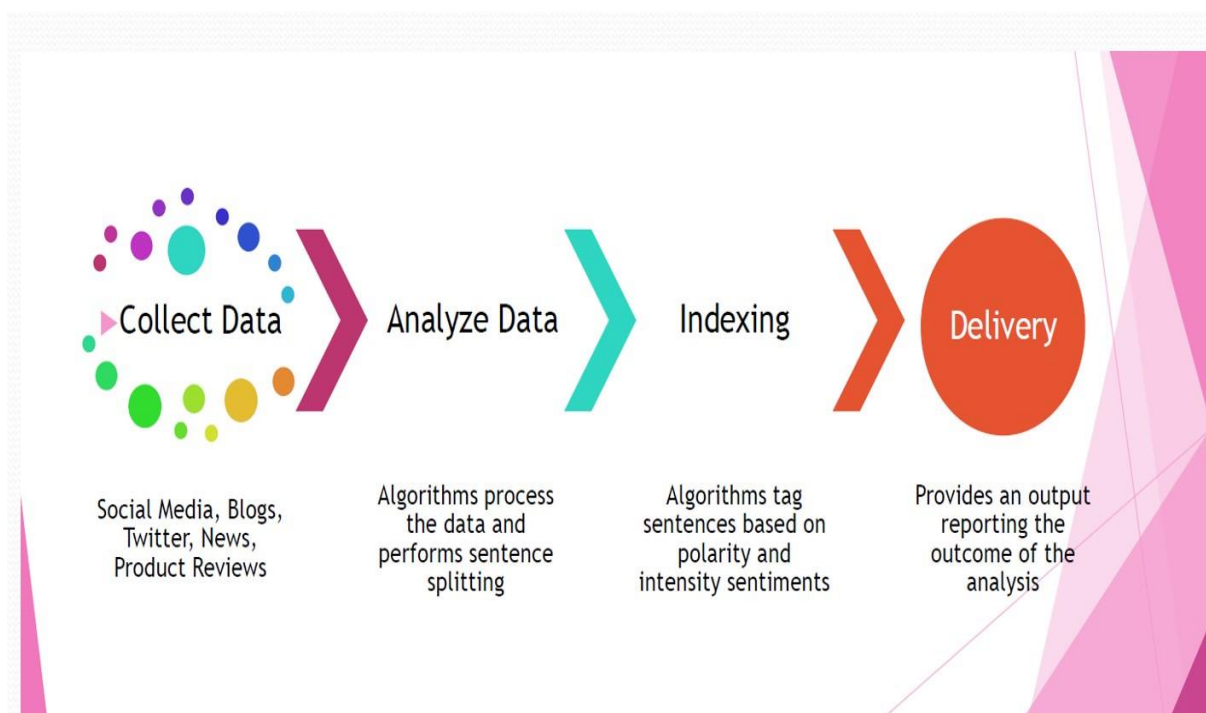 Collect Data
Analyze Data
Indexing
Delivery
Social Media, Blogs,
Twitter, News,
Product Reviews
Algorithms process
the data and
performs sentence
splitting
Algorithms tag
sentences based on
polarity and
intensity sentiments
Provides an output
reporting the
outcome of the
analysis